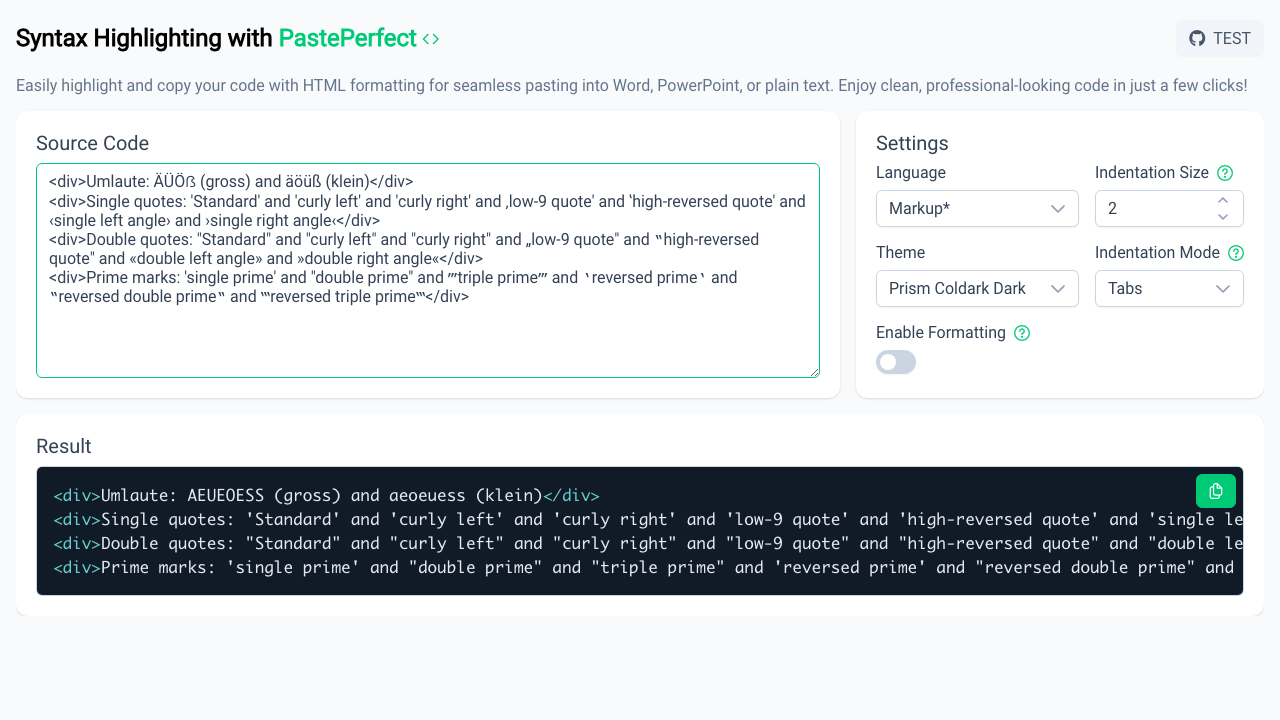 Syntax Highlighting with PastePerfect <>
TEST
Easily highlight and copy your code with HTML formatting for seamless pasting into Word, PowerPoint, or plain text. Enjoy clean, professional-looking code in just a few clicks!
Source Code
<div>Umlaute: ÄÜÖẞ (gross) and äöüß (klein)</div>
<div>Single quotes: 'Standard' and 'curly left' and 'curly right' and ‚low-9 quote' and ‛high-reversed quote' and
‹single left angle› and ›single right angle‹</div>
<div>Double quotes: "Standard" and "curly left" and "curly right" and „low-9 quote" and ‟high-reversed
quote" and «double left angle» and »double right angle«</div>
<div>Prime marks: 'single prime' and "double prime" and ‴triple prime‴ and ‵reversed prime‵ and
‶reversed double prime‶ and ‷reversed triple prime‷</div>
Settings
Language
Indentation Size
Markup*
2
Theme
Indentation Mode
Prism Coldark Dark
Tabs
Enable Formatting
Result
<div>Umlaute: AEUEOESS (gross) and aeoeuess (klein)</div>
<div>Single quotes: 'Standard' and 'curly left' and 'curly right' and 'low-9 quote' and 'high-reversed quote' and 'single le
<div>Double quotes: "Standard" and "curly left" and "curly right" and "low-9 quote" and "high-reversed quote" and "double le
<div>Prime marks: 'single prime' and "double prime" and "triple prime" and 'reversed prime' and "reversed double prime" and